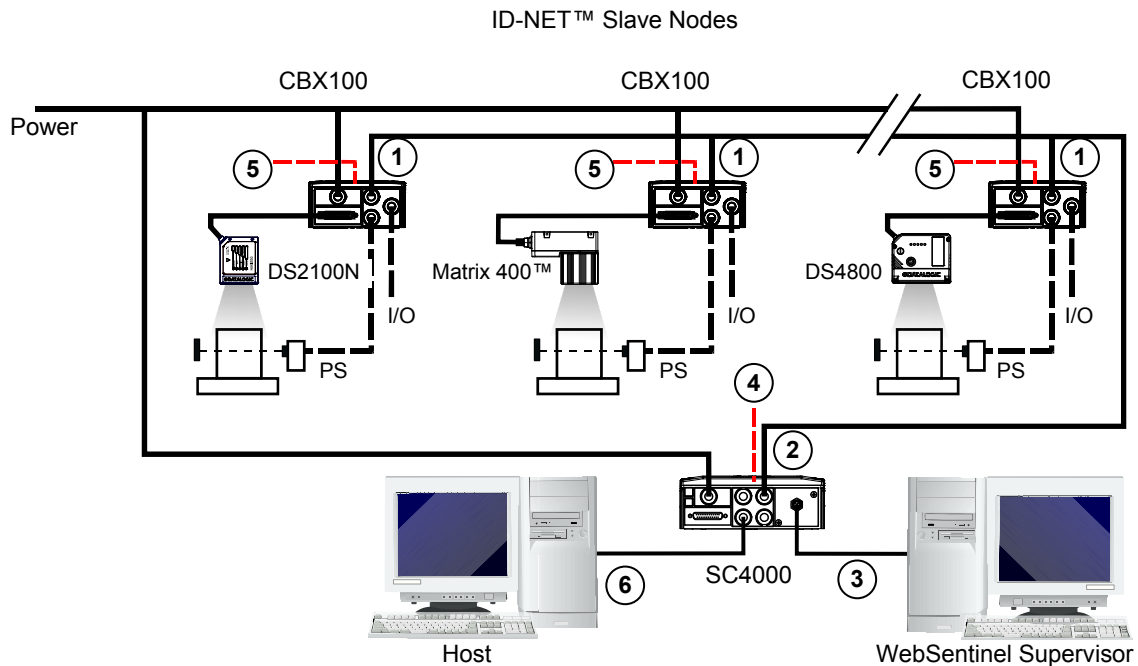 ID-NET™ Slave Nodes
CBX100 CBX100 CBX100
Power
1 1 1
5 5 5
DS2100N Matrix 400™ DS4800
DATALOGIC
I/O I/O I/O
PS PS PS
4
2
SC4000
6 3
Host WebSentinel Supervisor